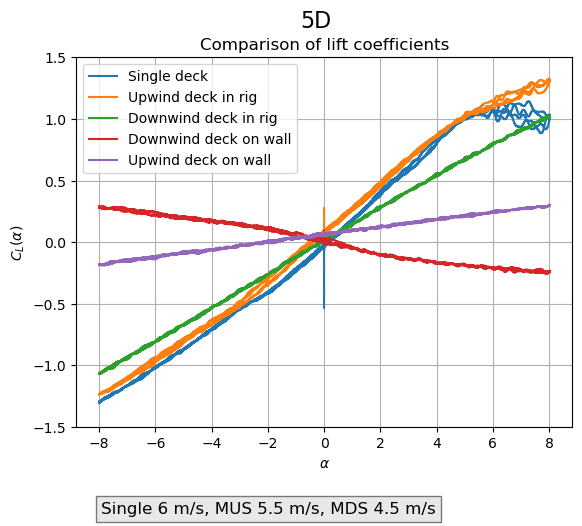 5D
Comparison of lift coefficients
Single deck
Upwind deck in rig
Downwind deck in rig
Downwind deck on wall
Upwind deck on wall
1.5
1.0
0.5
0.0
−0.5
−1.0
−1.5
C_L(α)
−8 −6 −4 −2 0 2 4 6 8
α
Single 6 m/s, MUS 5.5 m/s, MDS 4.5 m/s